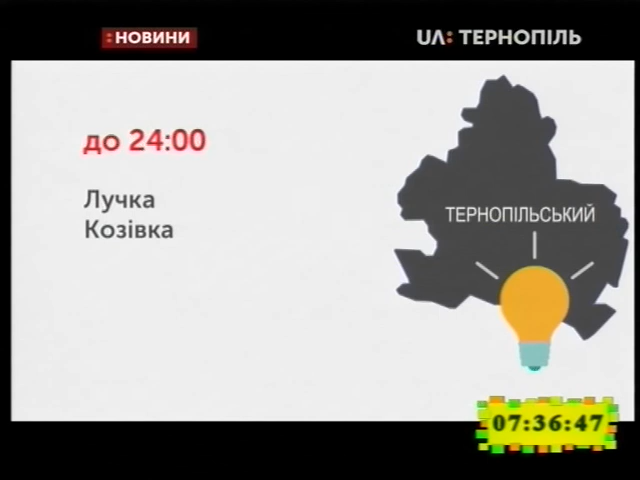 :НОВИНИ
UA: ТЕРНОПІЛЬ
до 24:00
Лучка
Козівка
ТЕРНОПІЛЬСЬКИЙ
07:36:47